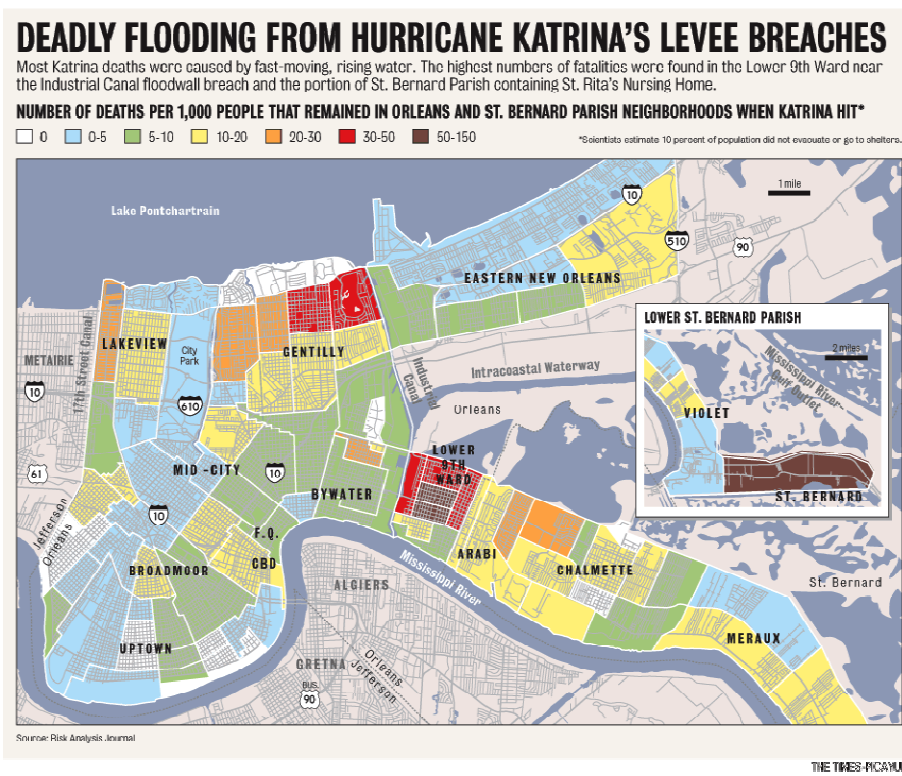 DEADLY FLOODING FROM HURRICANE KATRINA'S LEVEE BREACHES
Most Katrina deaths were caused by fast-moving, rising water. The highest numbers of fatalities were found in the Lower 9th Ward near
the Industrial Canal floodwall breach and the portion of St. Bernard Parish containing St. Rita's Nursing Home.
NUMBER OF DEATHS PER 1,000 PEOPLE THAT REMAINED IN ORLEANS AND ST. BERNARD PARISH NEIGHBORHOODS WHEN KATRINA HIT*
0 0-5 5-10 10-20 20-30 30-50 50-150
*Scientists estimate 10 percent of population did not evacuate or go to shelters.
1 mile
Lake Pontchartrain
10
510
90
EASTERN NEW ORLEANS
LOWER ST. BERNARD PARISH
2 miles
Mississippi River-
Gulf Outlet
VIOLET
ST. BERNARD
LAKEVIEW
City
Park
GENTILLY
METAIRIE
17th Street Canal
10
Industrial
Canal
Intracoastal Waterway
Orleans
610
61
MID-CITY
10
LOWER
9TH
WARD
BYWATER
Jefferson
Orleans
10
F.Q.
CBD
BROADMOOR
ARABI
CHALMETTE
Mississippi River
ALGIERS
St. Bernard
UPTOWN
MERAUX
GRETNA
Orleans
Jefferson
BUS.
90
Source: Risk Analysis Journal
THE TIMES-PICAYU